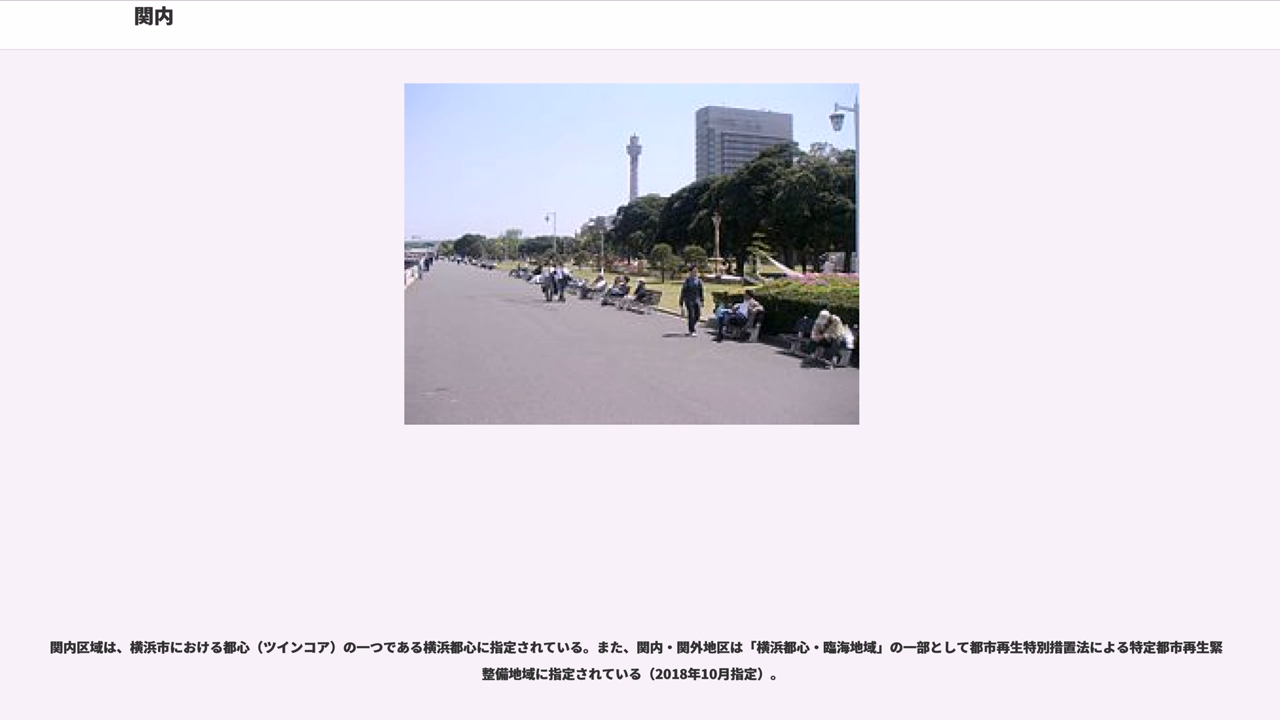 関内
関内区域は、横浜市における都心（ツインコア）の一つである横浜都心に指定されている。また、関内・関外地区は「横浜都心・臨海地域」の一部として都市再生特別措置法による特定都市再生緊
整備地域に指定されている（2018年10月指定）。